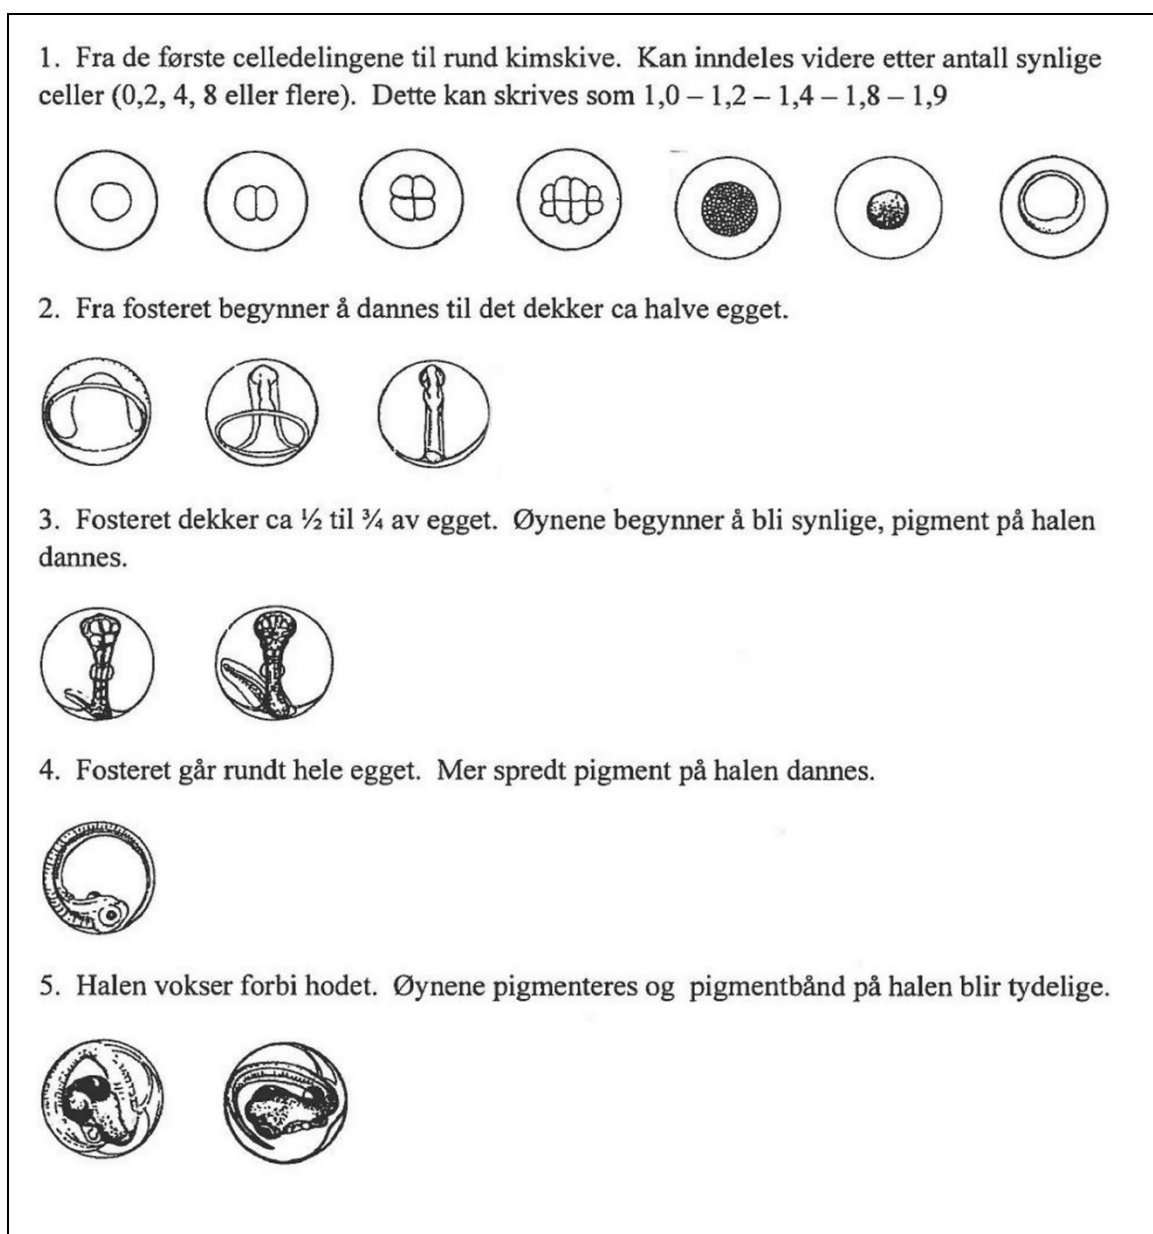 1. Fra de første celledelingene til rund kimskive. Kan inndeles videre etter antall synlige
celler (0,2, 4, 8 eller flere). Dette kan skrives som 1,0 – 1,2 – 1,4 – 1,8 – 1,9
2. Fra fosteret begynner å dannes til det dekker ca halve egget.
3. Fosteret dekker ca ½ til ¾ av egget. Øynene begynner å bli synlige, pigment på halen
dannes.
4. Fosteret går rundt hele egget. Mer spredt pigment på halen dannes.
5. Halen vokser forbi hodet. Øynene pigmenteres og pigmentbånd på halen blir tydelige.